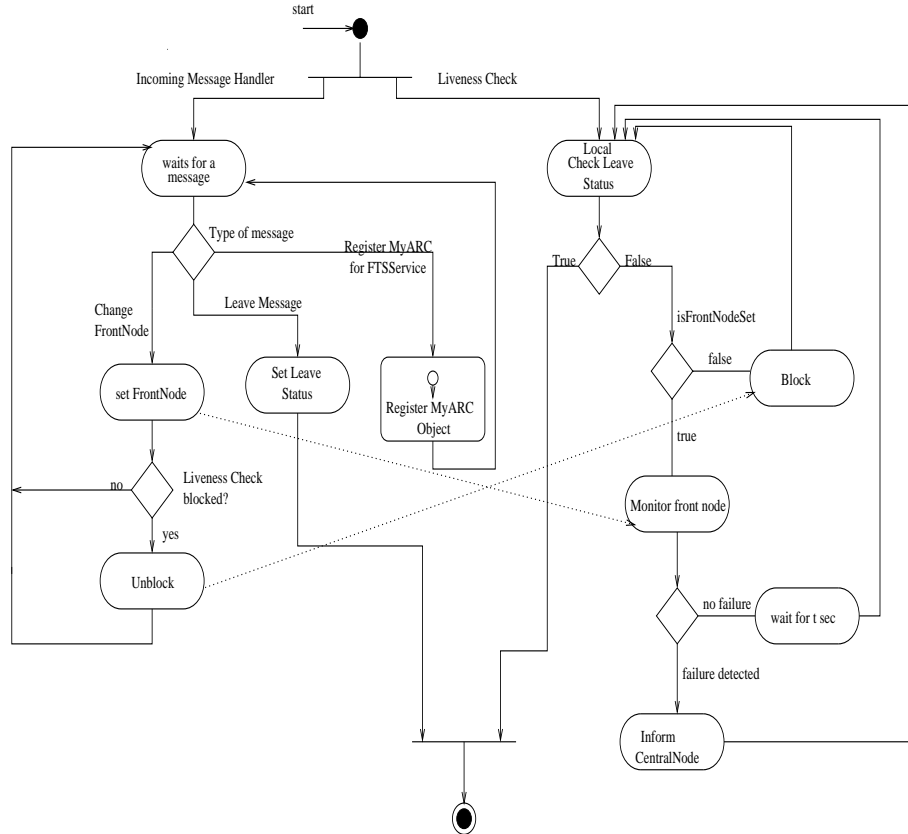 start
Incoming Message Handler
Liveness Check
waits for a
message
Local
Check Leave
Status
Type of message
Register MyARC
for FTSService
True
False
Change
FrontNode
Leave Message
isFrontNodeSet
set FrontNode
Set Leave
Status
Register MyARC
Object
false
Block
true
no
Liveness Check
blocked?
Monitor front node
yes
Unblock
no failure
wait for t sec
failure detected
Inform
CentralNode